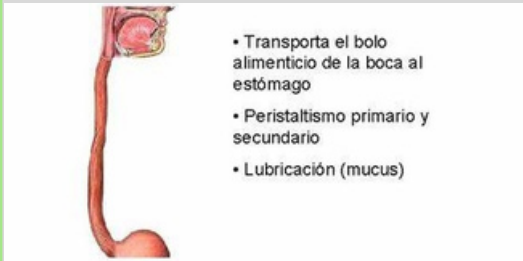 • Transporta el bolo
alimenticio de la boca al
estómago
• Peristaltismo primario y
secundario
• Lubricación (mucus)